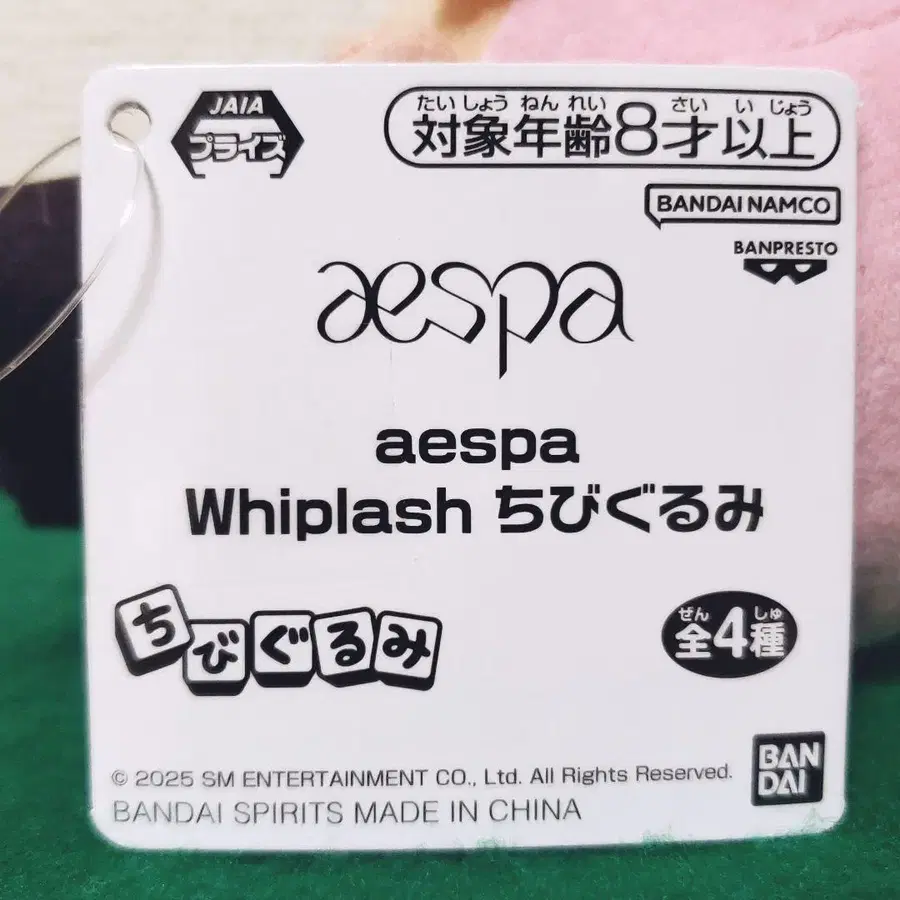 JAIA
プライズ
たいしょうねんれい さいいじょう
対象年齢8才以上
BANDAI NAMCO
BANPRESTO
aespa
aespa
Whiplash ちびぐるみ
ちびぐるみ
ぜん しゅ
全4種
© 2025 SM ENTERTAINMENT CO., Ltd. All Rights Reserved.
BANDAI SPIRITS MADE IN CHINA
BAN
DAI